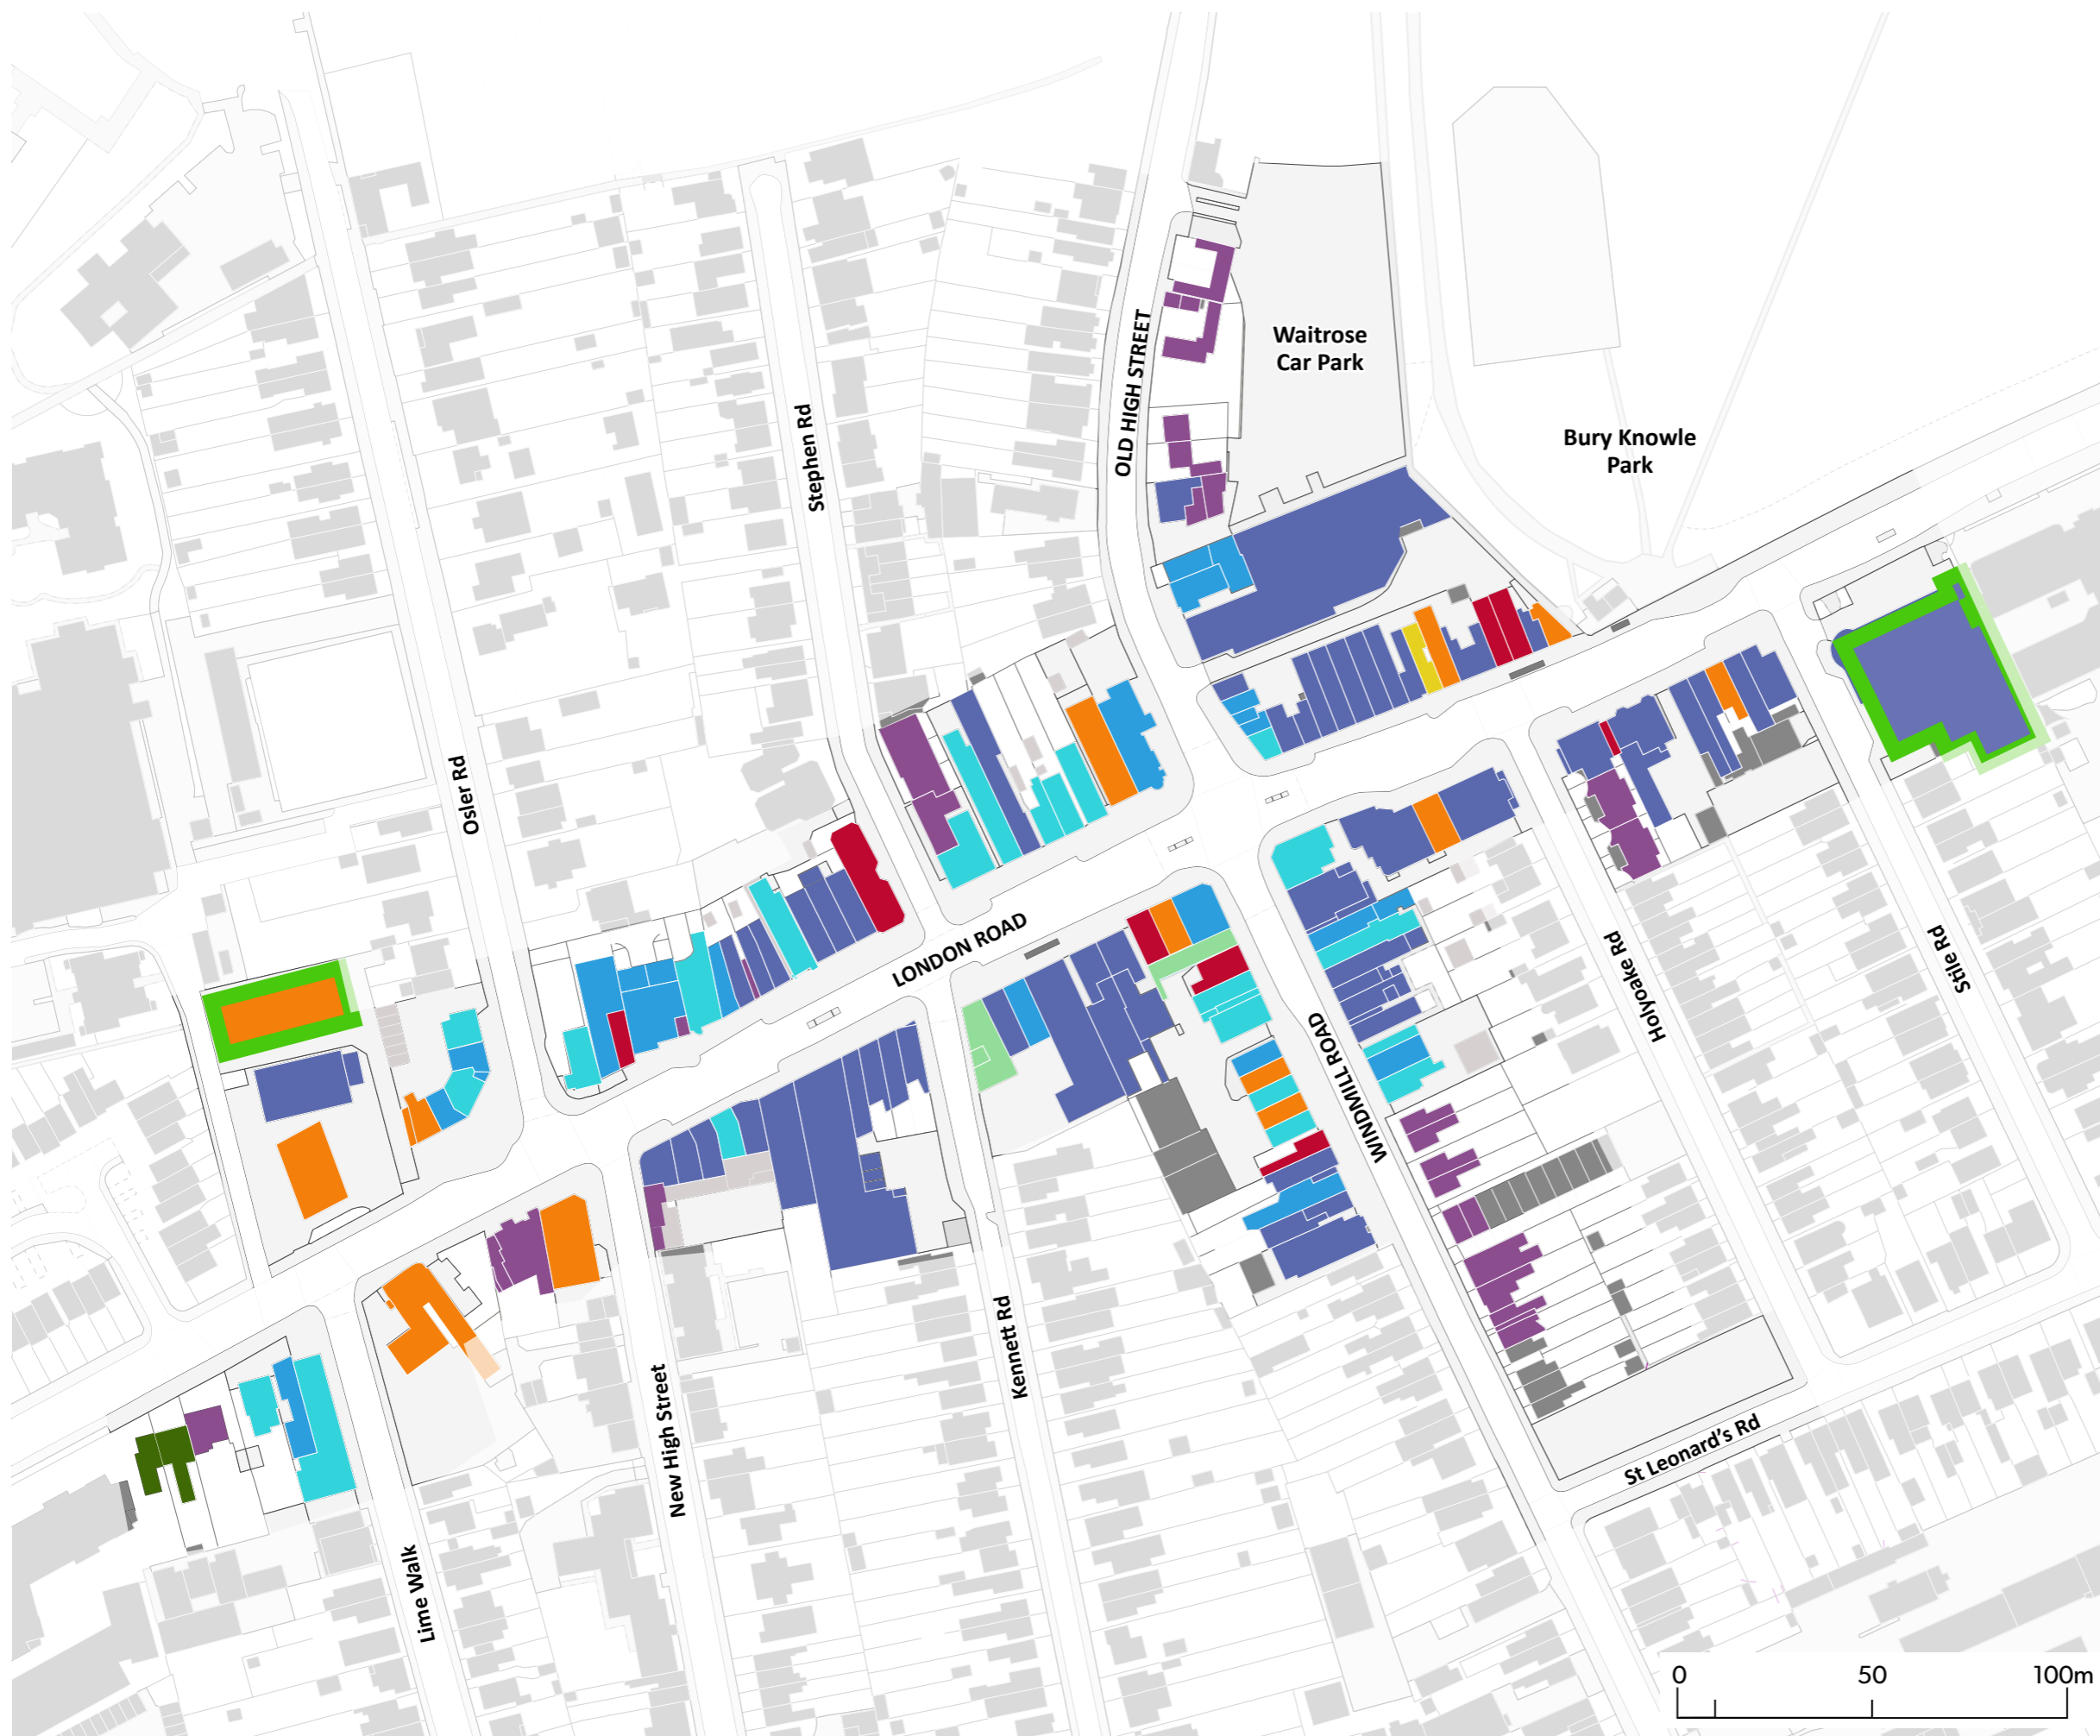 OLD HIGH STREET
Waitrose
Car Park
Bury Knowle
Park
Stephen Rd
Osler Rd
LONDON ROAD
Holyoake Rd
Stile Rd
WINDMILL ROAD
Kennett Rd
New High Street
St Leonard's Rd
Lime Walk
0 50 100m